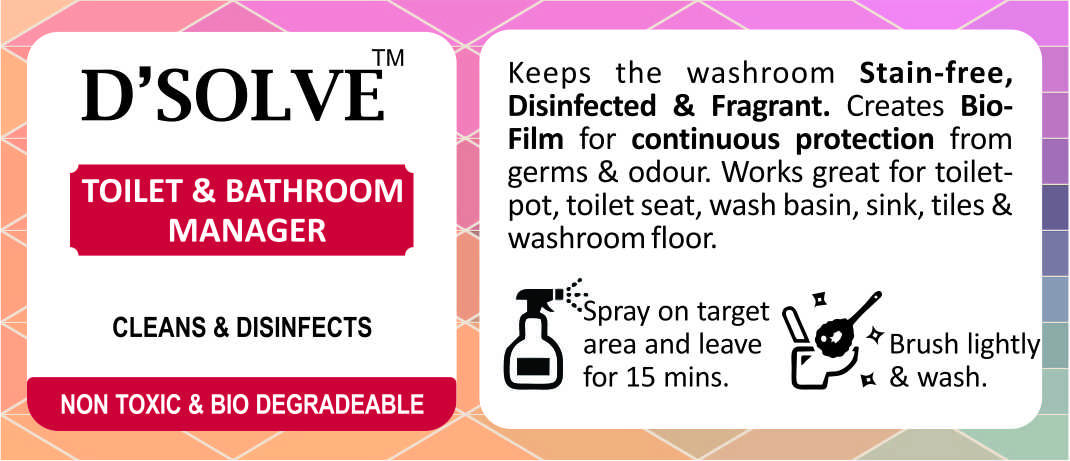 D'SOLVE™
TOILET & BATHROOM
MANAGER
CLEANS & DISINFECTS
NON TOXIC & BIO DEGRADEABLE
Keeps the washroom Stain-free,
Disinfected & Fragrant. Creates Bio-
Film for continuous protection from
germs & odour. Works great for toilet-
pot, toilet seat, wash basin, sink, tiles &
washroom floor.
Spray on target
area and leave
for 15 mins.
Brush lightly
& wash.